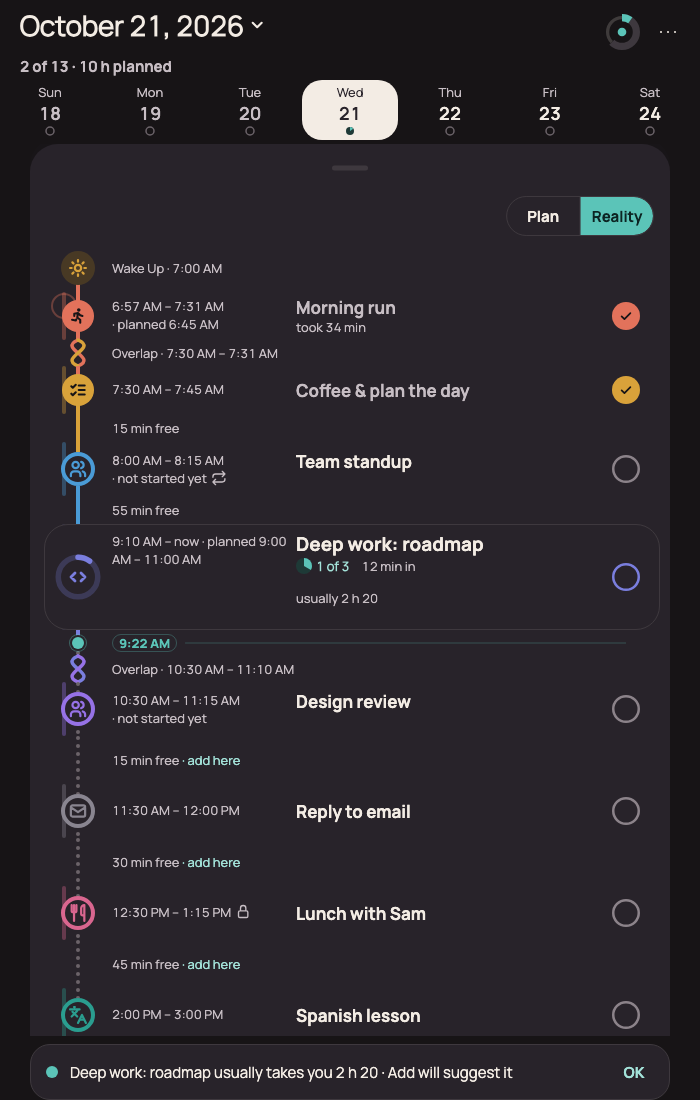 October 21, 2026
2 of 13 · 10 h planned
Sun Mon Tue Wed Thu Fri Sat
18 19 20 21 22 23 24
Plan Reality
Wake Up · 7:00 AM
6:57 AM – 7:31 AM
· planned 6:45 AM
Morning run
took 34 min
Overlap · 7:30 AM – 7:31 AM
7:30 AM – 7:45 AM
Coffee & plan the day
15 min free
8:00 AM – 8:15 AM
· not started yet
Team standup
55 min free
9:10 AM – now · planned 9:00
AM – 11:00 AM
Deep work: roadmap
1 of 3 12 min in
usually 2 h 20
9:22 AM
Overlap · 10:30 AM – 11:10 AM
10:30 AM – 11:15 AM
· not started yet
Design review
15 min free · add here
11:30 AM – 12:00 PM
Reply to email
30 min free · add here
12:30 PM – 1:15 PM
Lunch with Sam
45 min free · add here
2:00 PM – 3:00 PM
Spanish lesson
Deep work: roadmap usually takes you 2 h 20 · Add will suggest it
OK